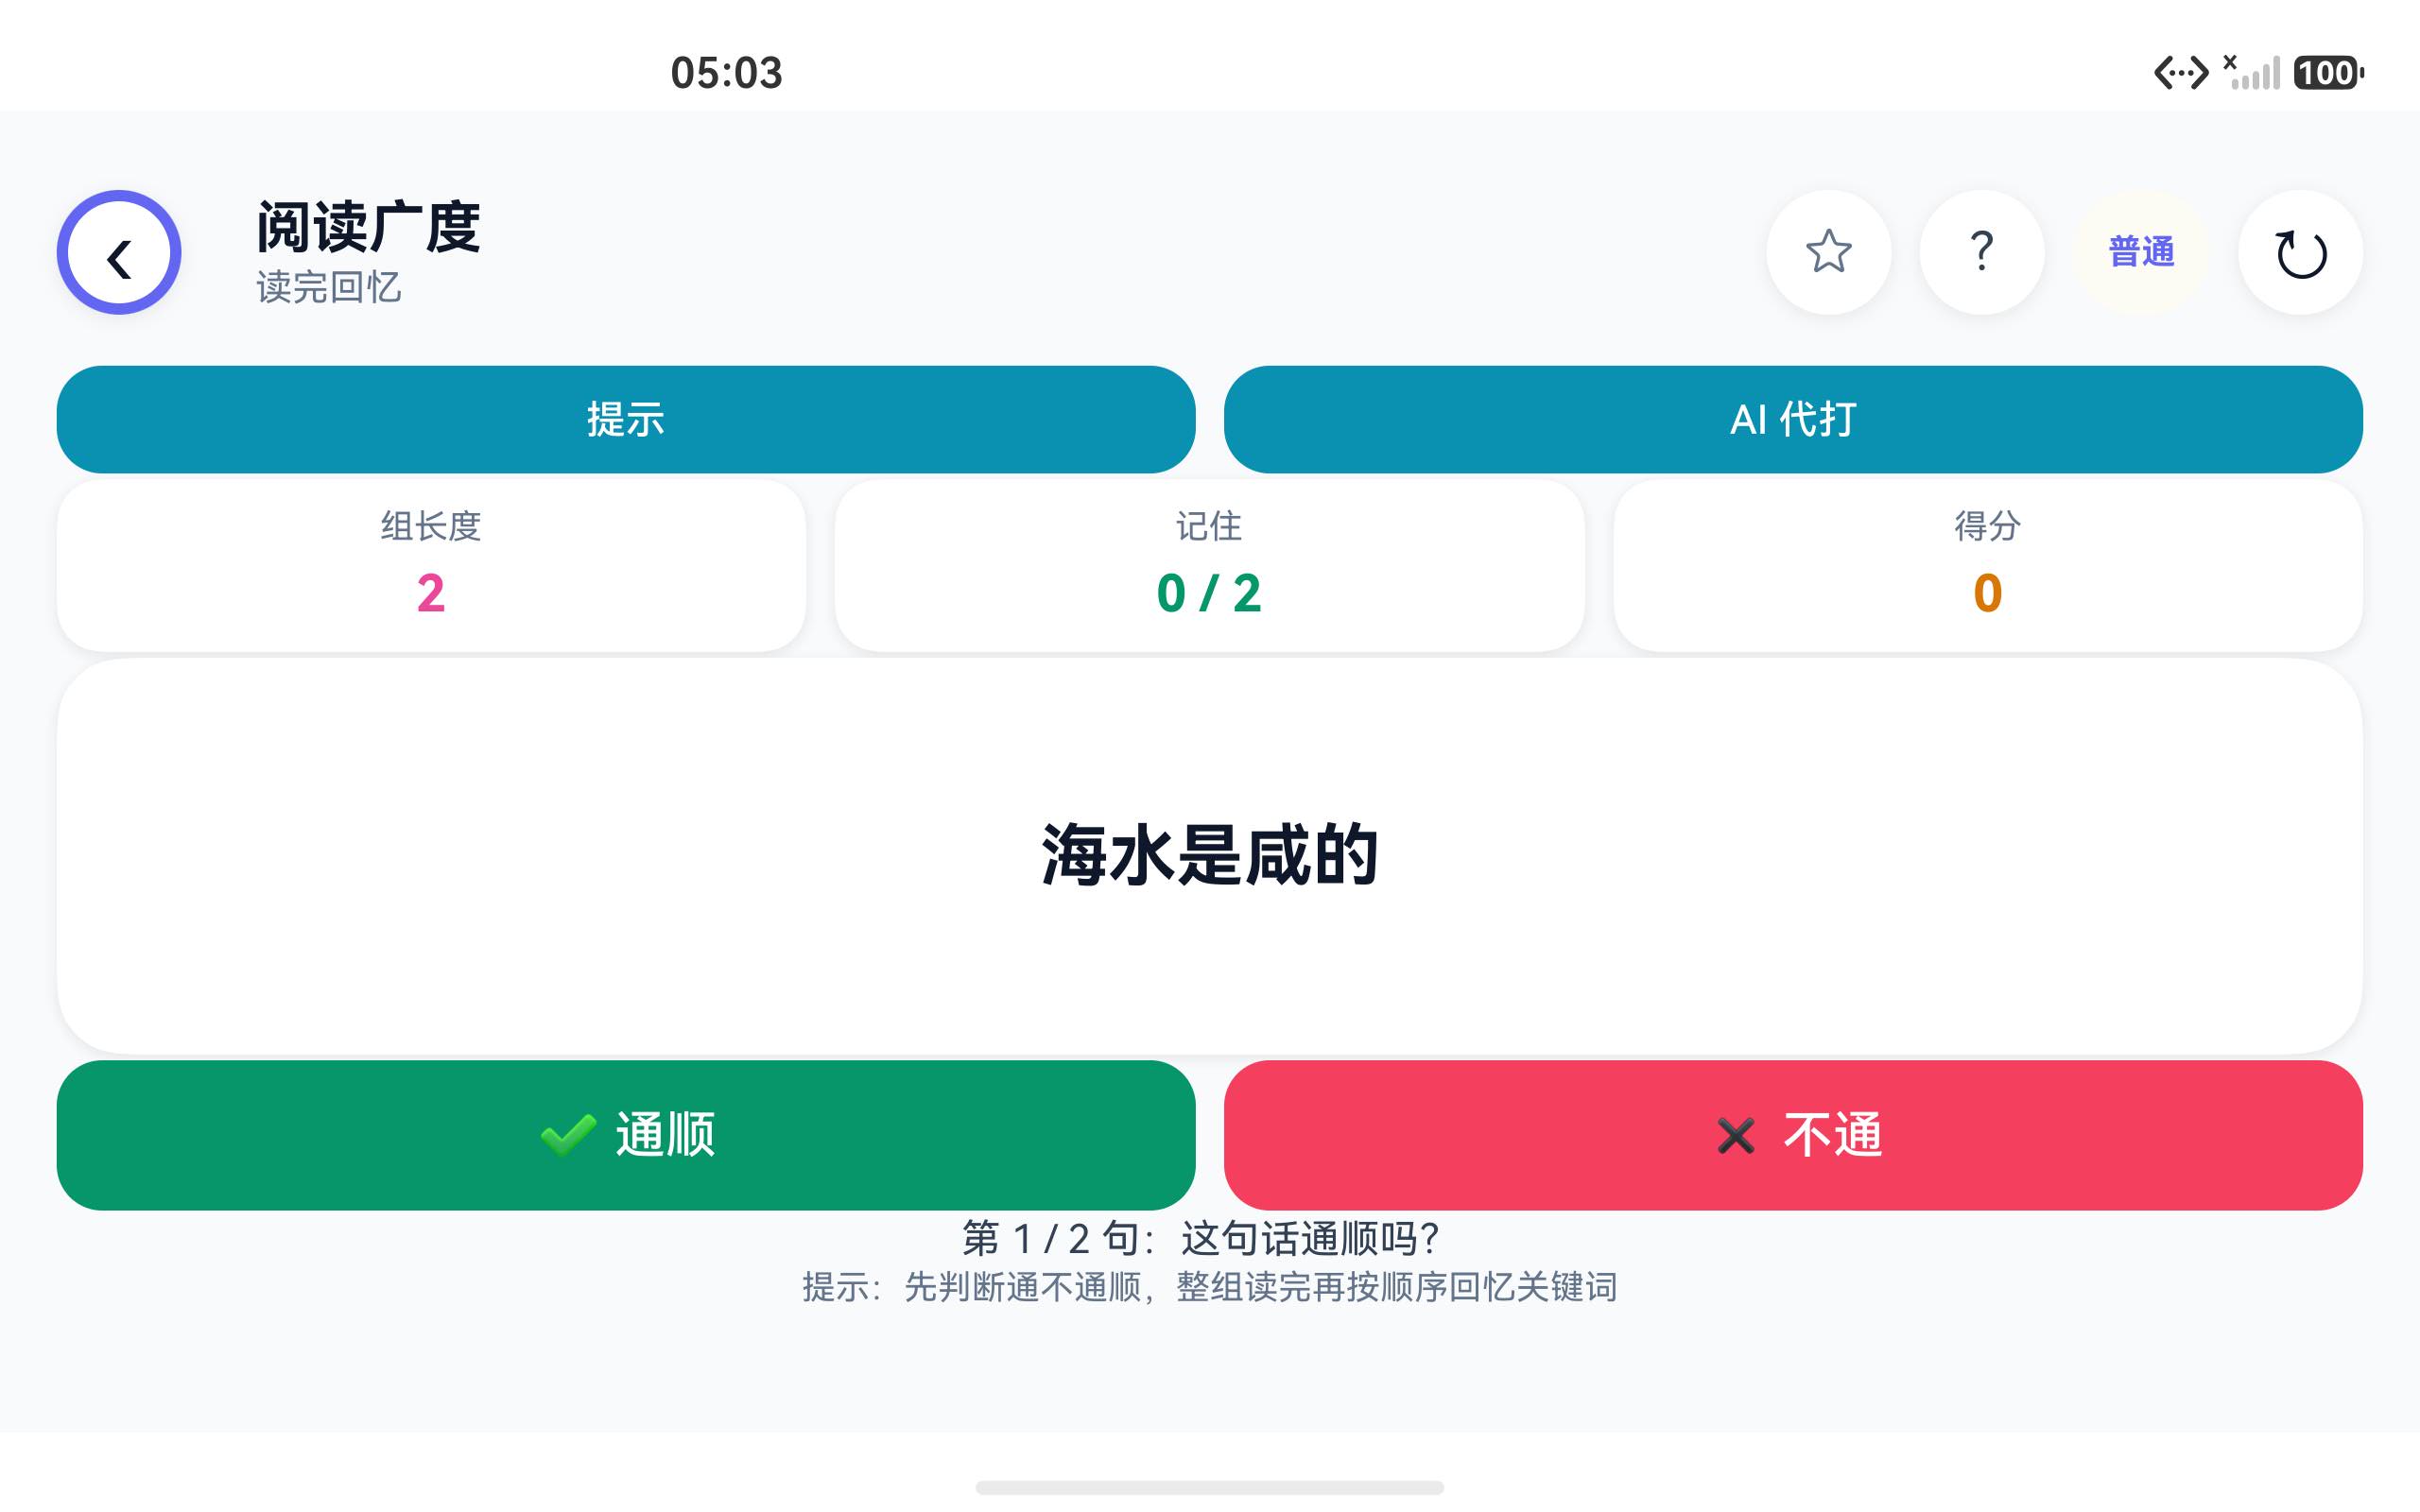 05:03
100
阅读广度
读完回忆
?
普通
提示
AI 代打
组长度
记住
得分
2
0 / 2
0
海水是咸的
通顺
不通
第 1 / 2 句：这句话通顺吗?
提示：先判断通不通顺，整组读完再按顺序回忆关键词